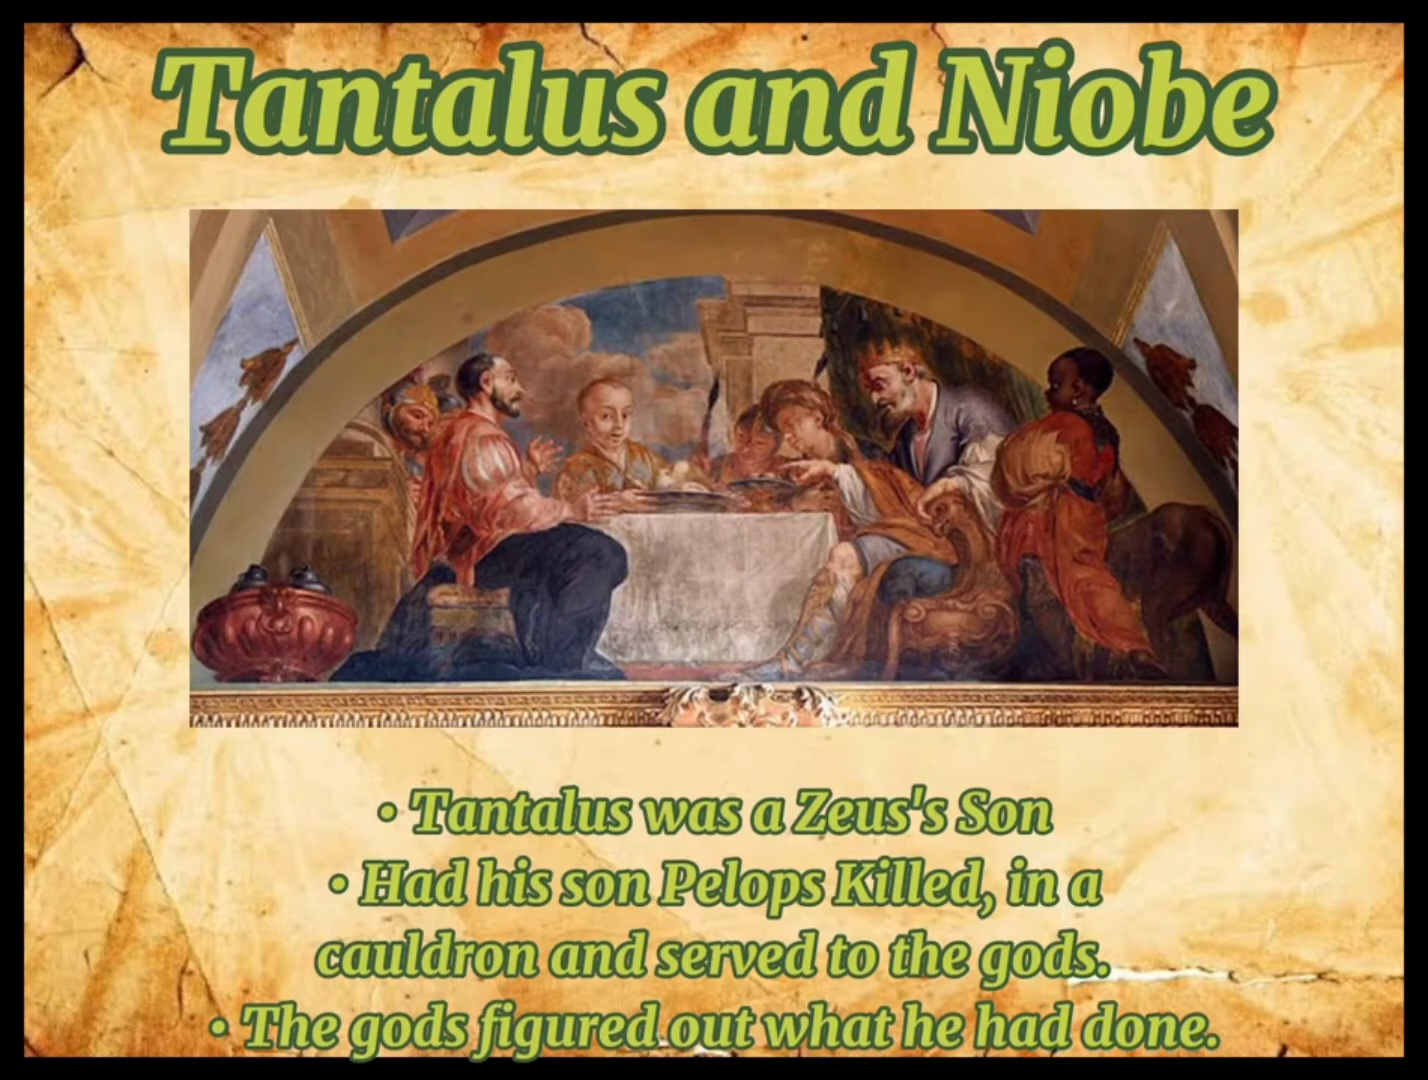 Tantalus and Niobe
• Tantalus was a Zeus's Son
• Had his son Pelops Killed, in a
cauldron and served to the gods.
• The gods figured out what he had done.